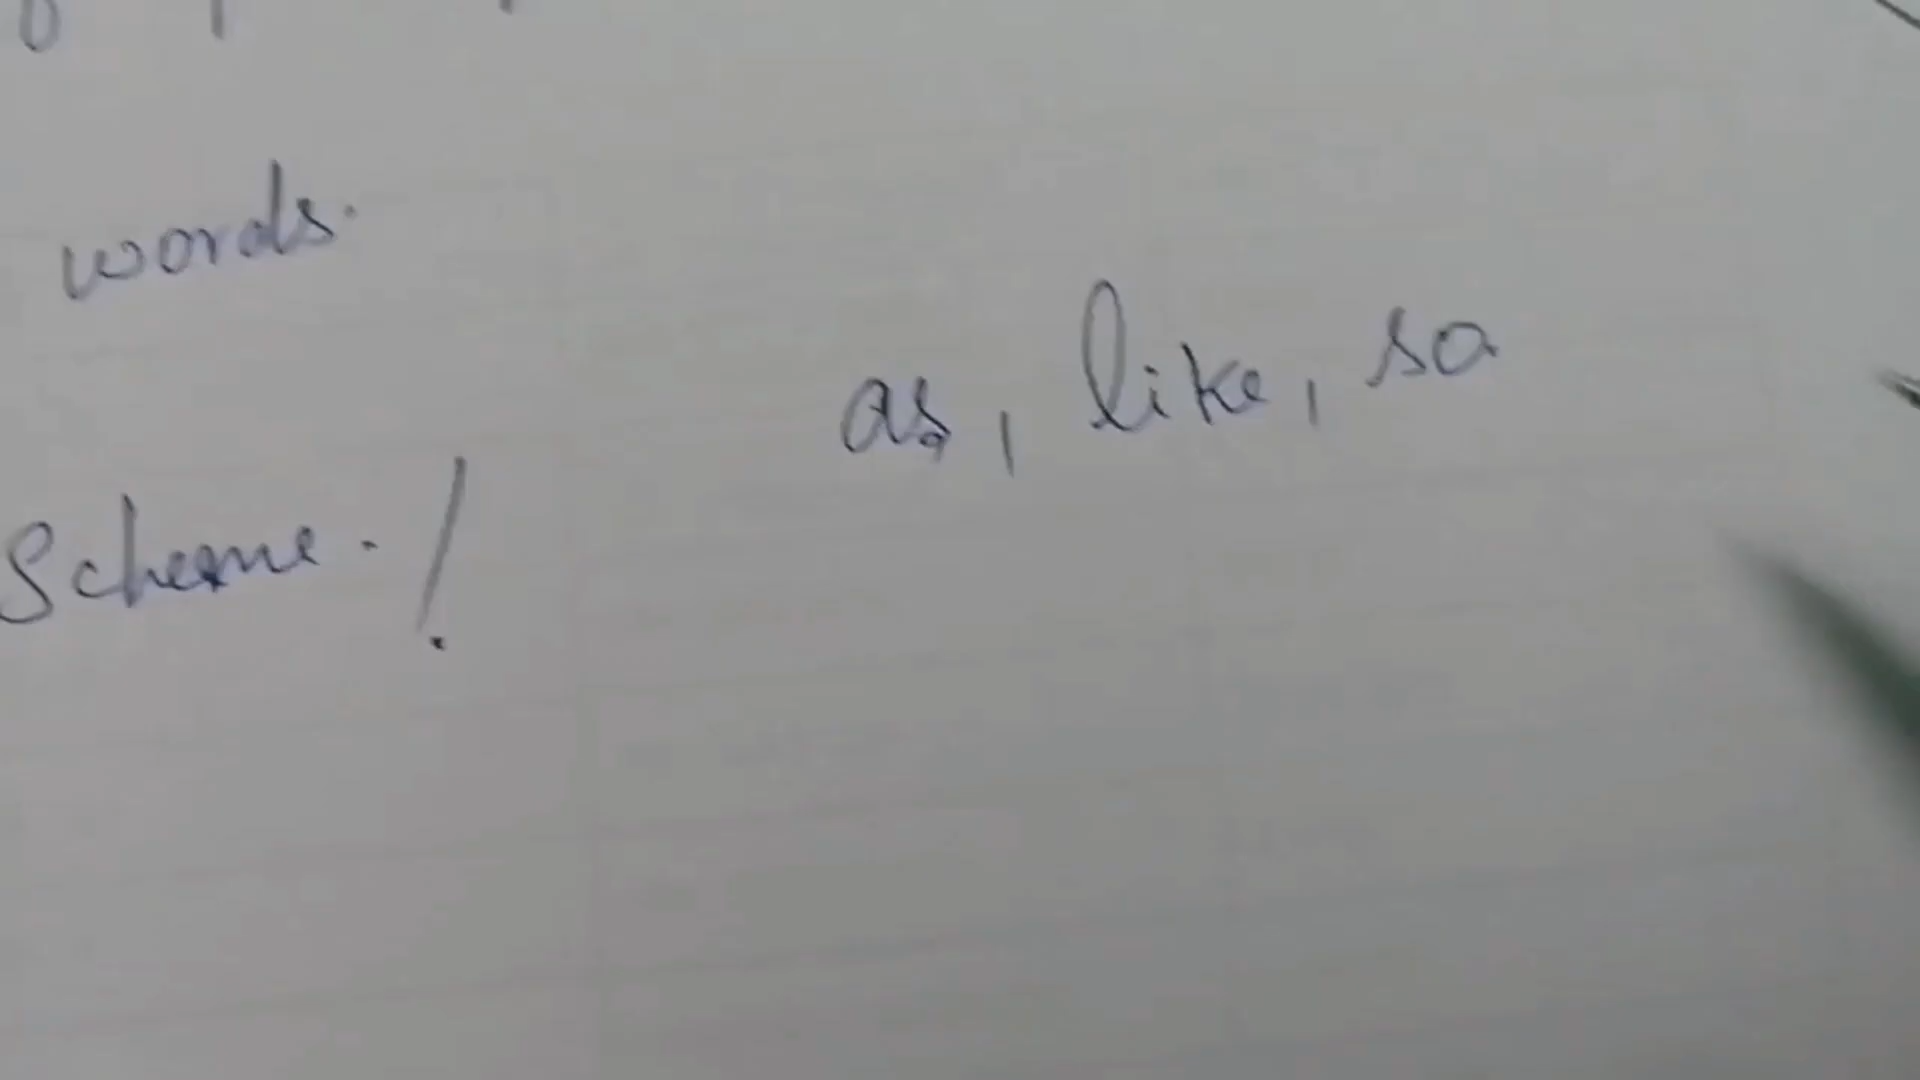 words.
as, like, so
Scheme. /